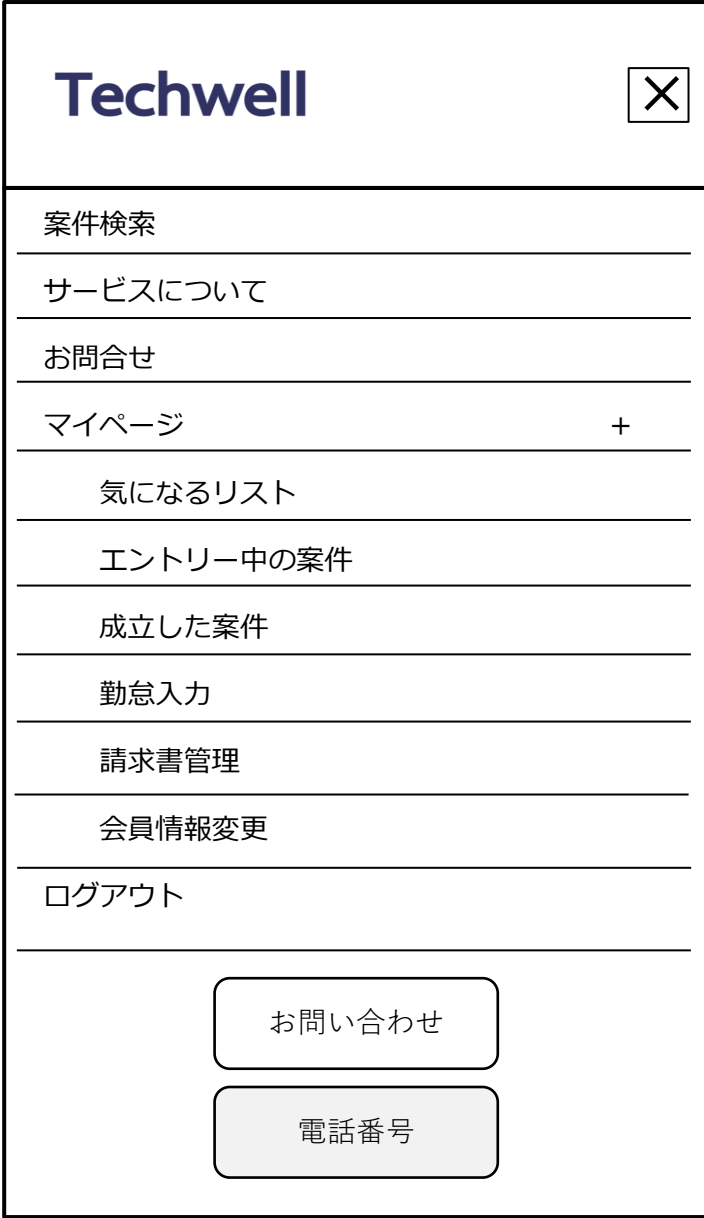 Techwell
案件検索
サービスについて
お問合せ
マイページ +
気になるリスト
エントリー中の案件
成立した案件
勤怠入力
請求書管理
会員情報変更
ログアウト
お問い合わせ
電話番号